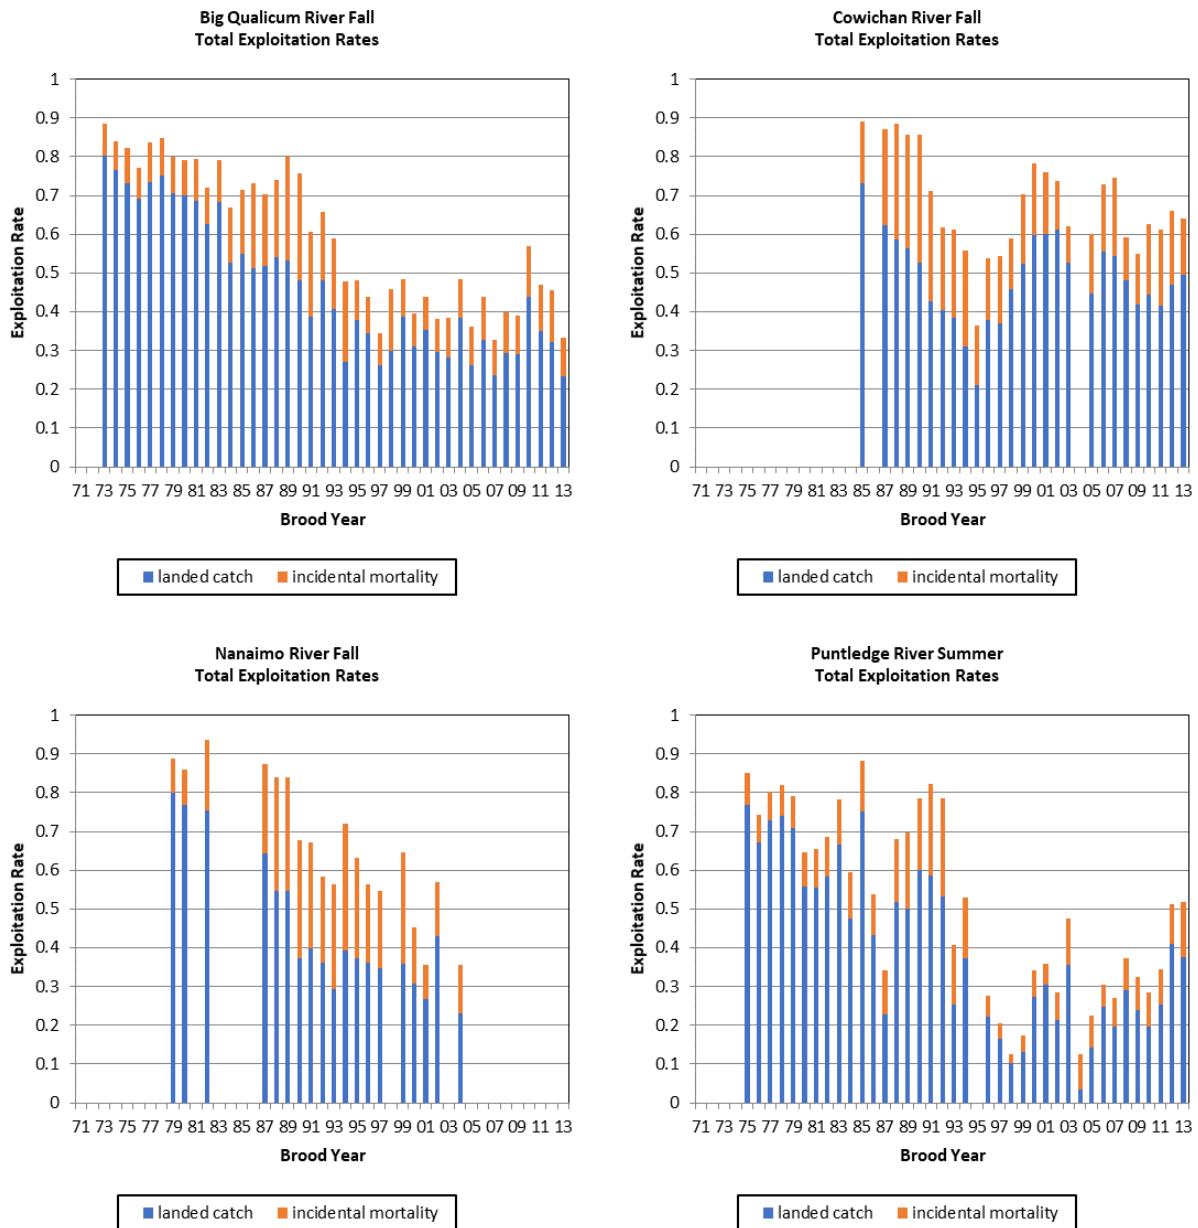 Big Qualicum River Fall
Total Exploitation Rates
1
0.9
0.8
0.7
0.6
0.5
0.4
0.3
0.2
0.1
0
Exploitation Rate
71 73 75 77 79 81 83 85 87 89 91 93 95 97 99 01 03 05 07 09 11 13
Brood Year
landed catch incidental mortality
Cowichan River Fall
Total Exploitation Rates
1
0.9
0.8
0.7
0.6
0.5
0.4
0.3
0.2
0.1
0
Exploitation Rate
71 73 75 77 79 81 83 85 87 89 91 93 95 97 99 01 03 05 07 09 11 13
Brood Year
landed catch incidental mortality
Nanaimo River Fall
Total Exploitation Rates
1
0.9
0.8
0.7
0.6
0.5
0.4
0.3
0.2
0.1
0
Exploitation Rate
71 73 75 77 79 81 83 85 87 89 91 93 95 97 99 01 03 05 07 09 11 13
Brood Year
landed catch incidental mortality
Puntledge River Summer
Total Exploitation Rates
1
0.9
0.8
0.7
0.6
0.5
0.4
0.3
0.2
0.1
0
Exploitation Rate
71 73 75 77 79 81 83 85 87 89 91 93 95 97 99 01 03 05 07 09 11 13
Brood Year
landed catch incidental mortality